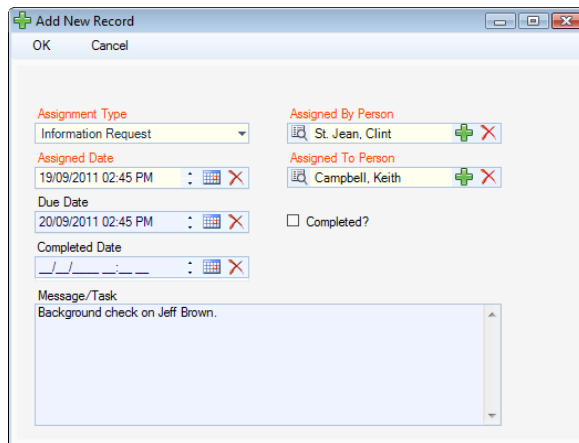 Add New Record
OK Cancel
Assignment Type
Information Request
Assigned By Person
St. Jean, Clint
Assigned Date
19/09/2011 02:45 PM
Assigned To Person
Campbell, Keith
Due Date
20/09/2011 02:45 PM
Completed?
Completed Date
__/__/____ __:__ __
Message/Task
Background check on Jeff Brown.